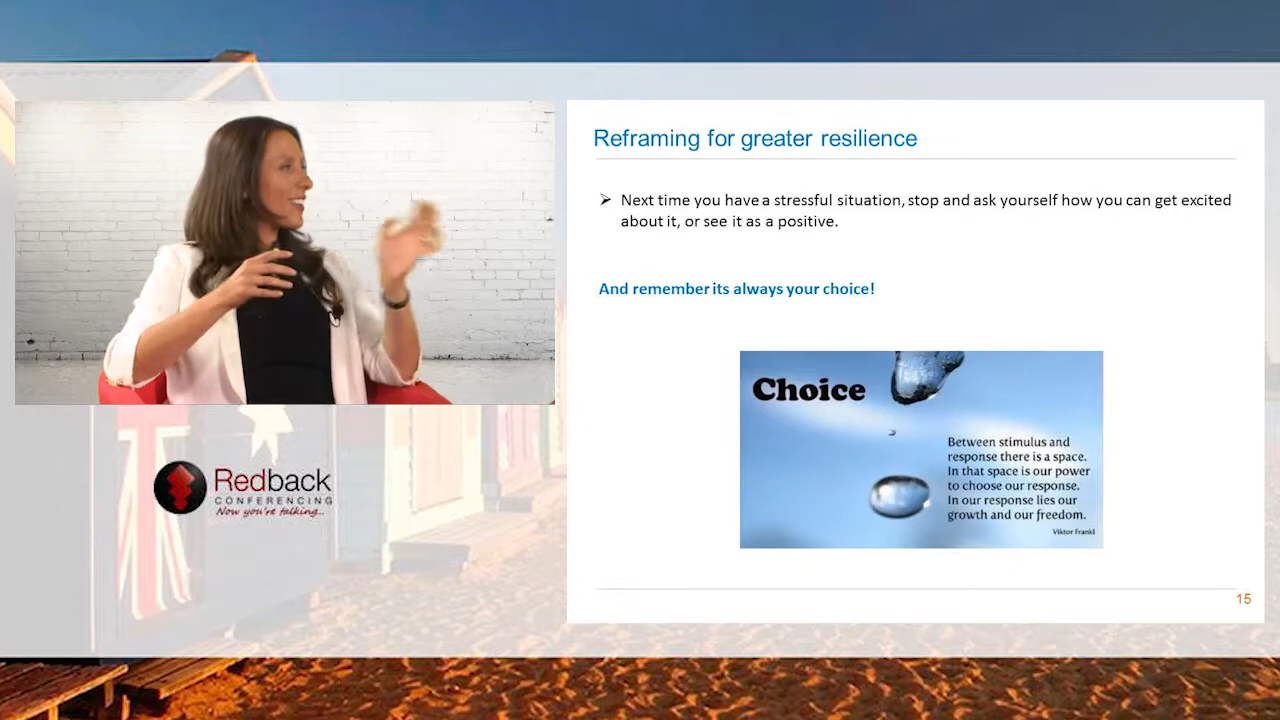 Reframing for greater resilience
➢ Next time you have a stressful situation, stop and ask yourself how you can get excited
about it, or see it as a positive.
And remember its always your choice!
Choice
Between stimulus and
response there is a space.
In that space is our power
to choose our response.
In our response lies our
growth and our freedom.
Viktor Frankl
15
Redback
CONFERENCING
Now you're talking..